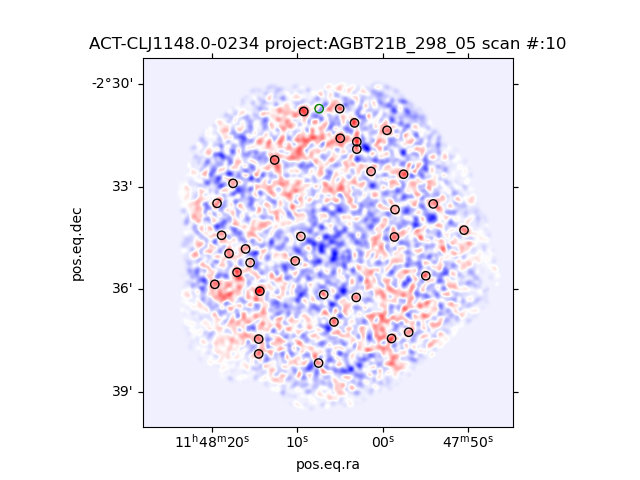 ACT-CLJ1148.0-0234 project:AGBT21B_298_05 scan #:10
-2°30'
33'
36'
39'
pos.eq.dec
11ʰ48ᵐ20ˢ 10ˢ 00ˢ 47ᵐ50ˢ
pos.eq.ra